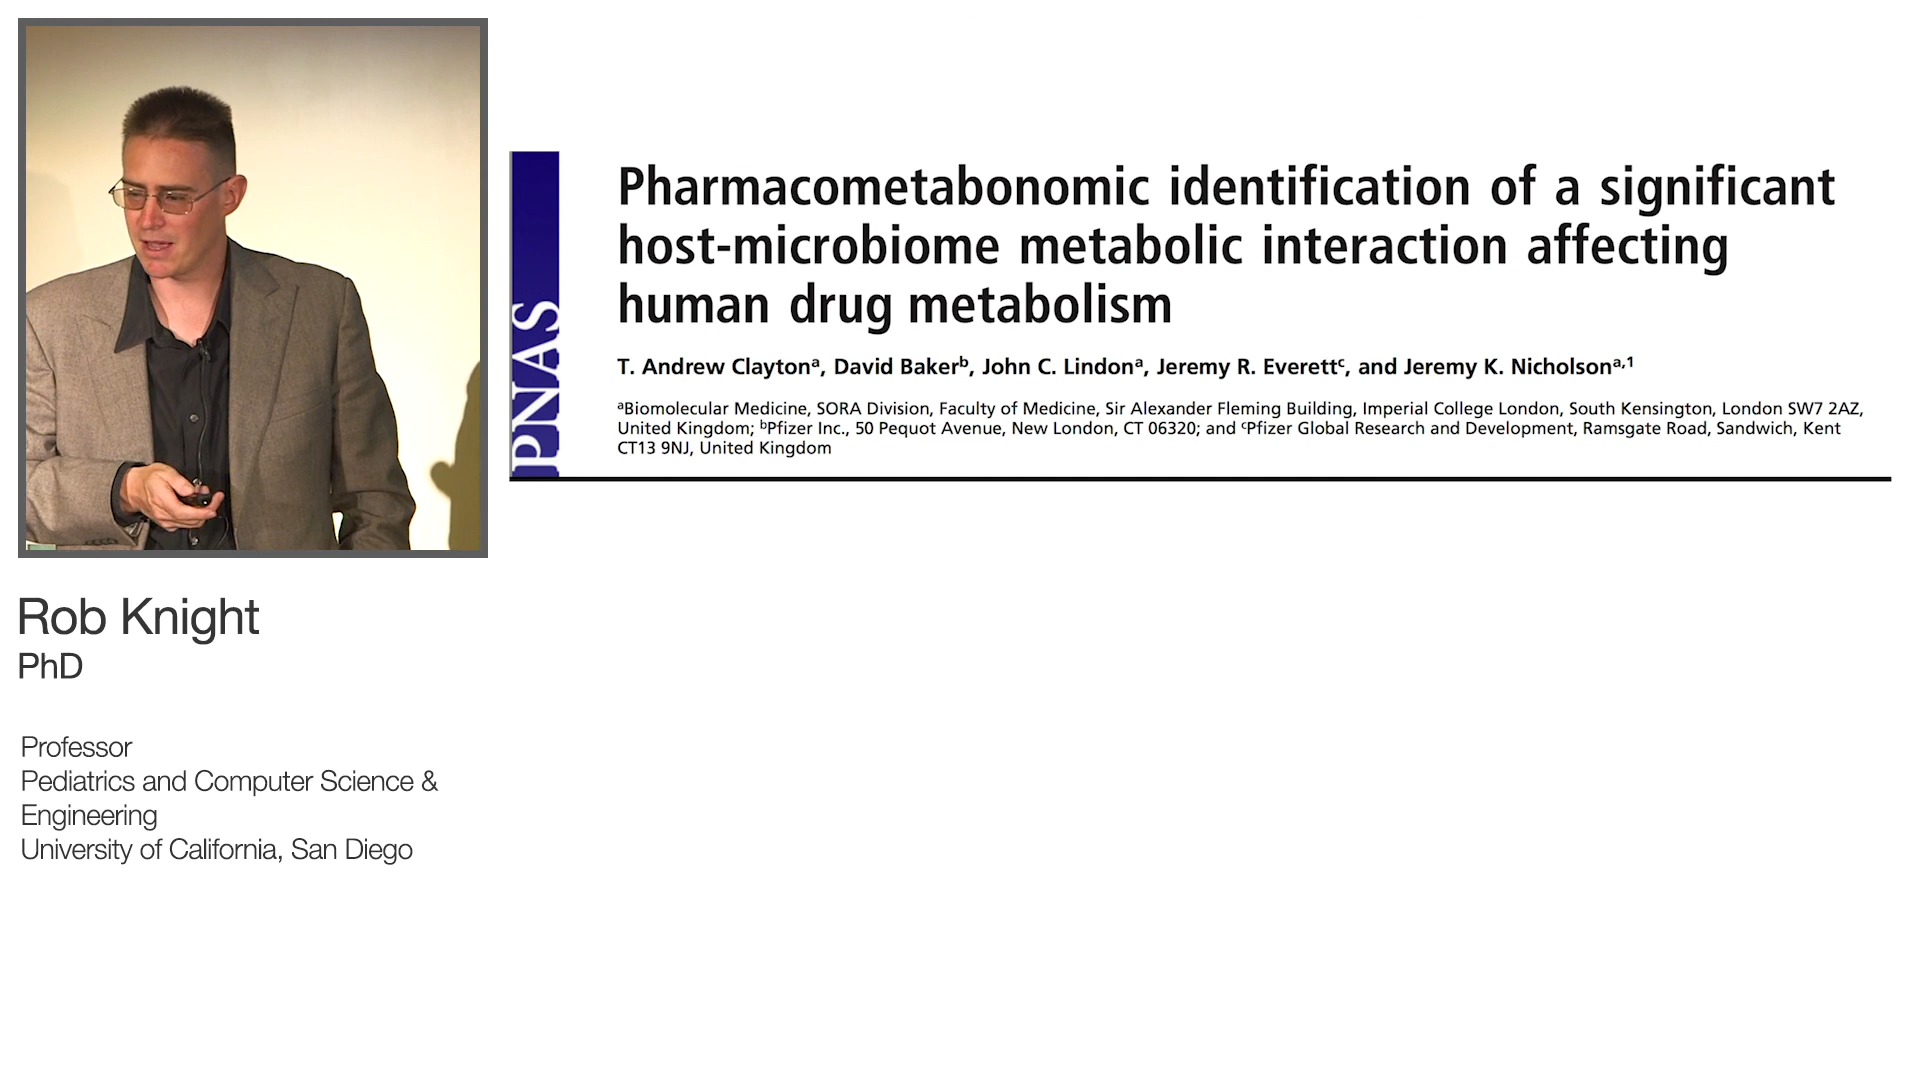 Rob Knight
PhD
Professor
Pediatrics and Computer Science &
Engineering
University of California, San Diego
PNAS
Pharmacometabonomic identification of a significant
host-microbiome metabolic interaction affecting
human drug metabolism
T. Andrew Claytonᵃ, David Bakerᵇ, John C. Lindonᵃ, Jeremy R. Everettᶜ, and Jeremy K. Nicholsonᵃ,¹
ᵃBiomolecular Medicine, SORA Division, Faculty of Medicine, Sir Alexander Fleming Building, Imperial College London, South Kensington, London SW7 2AZ,
United Kingdom; ᵇPfizer Inc., 50 Pequot Avenue, New London, CT 06320; and ᶜPfizer Global Research and Development, Ramsgate Road, Sandwich, Kent
CT13 9NJ, United Kingdom